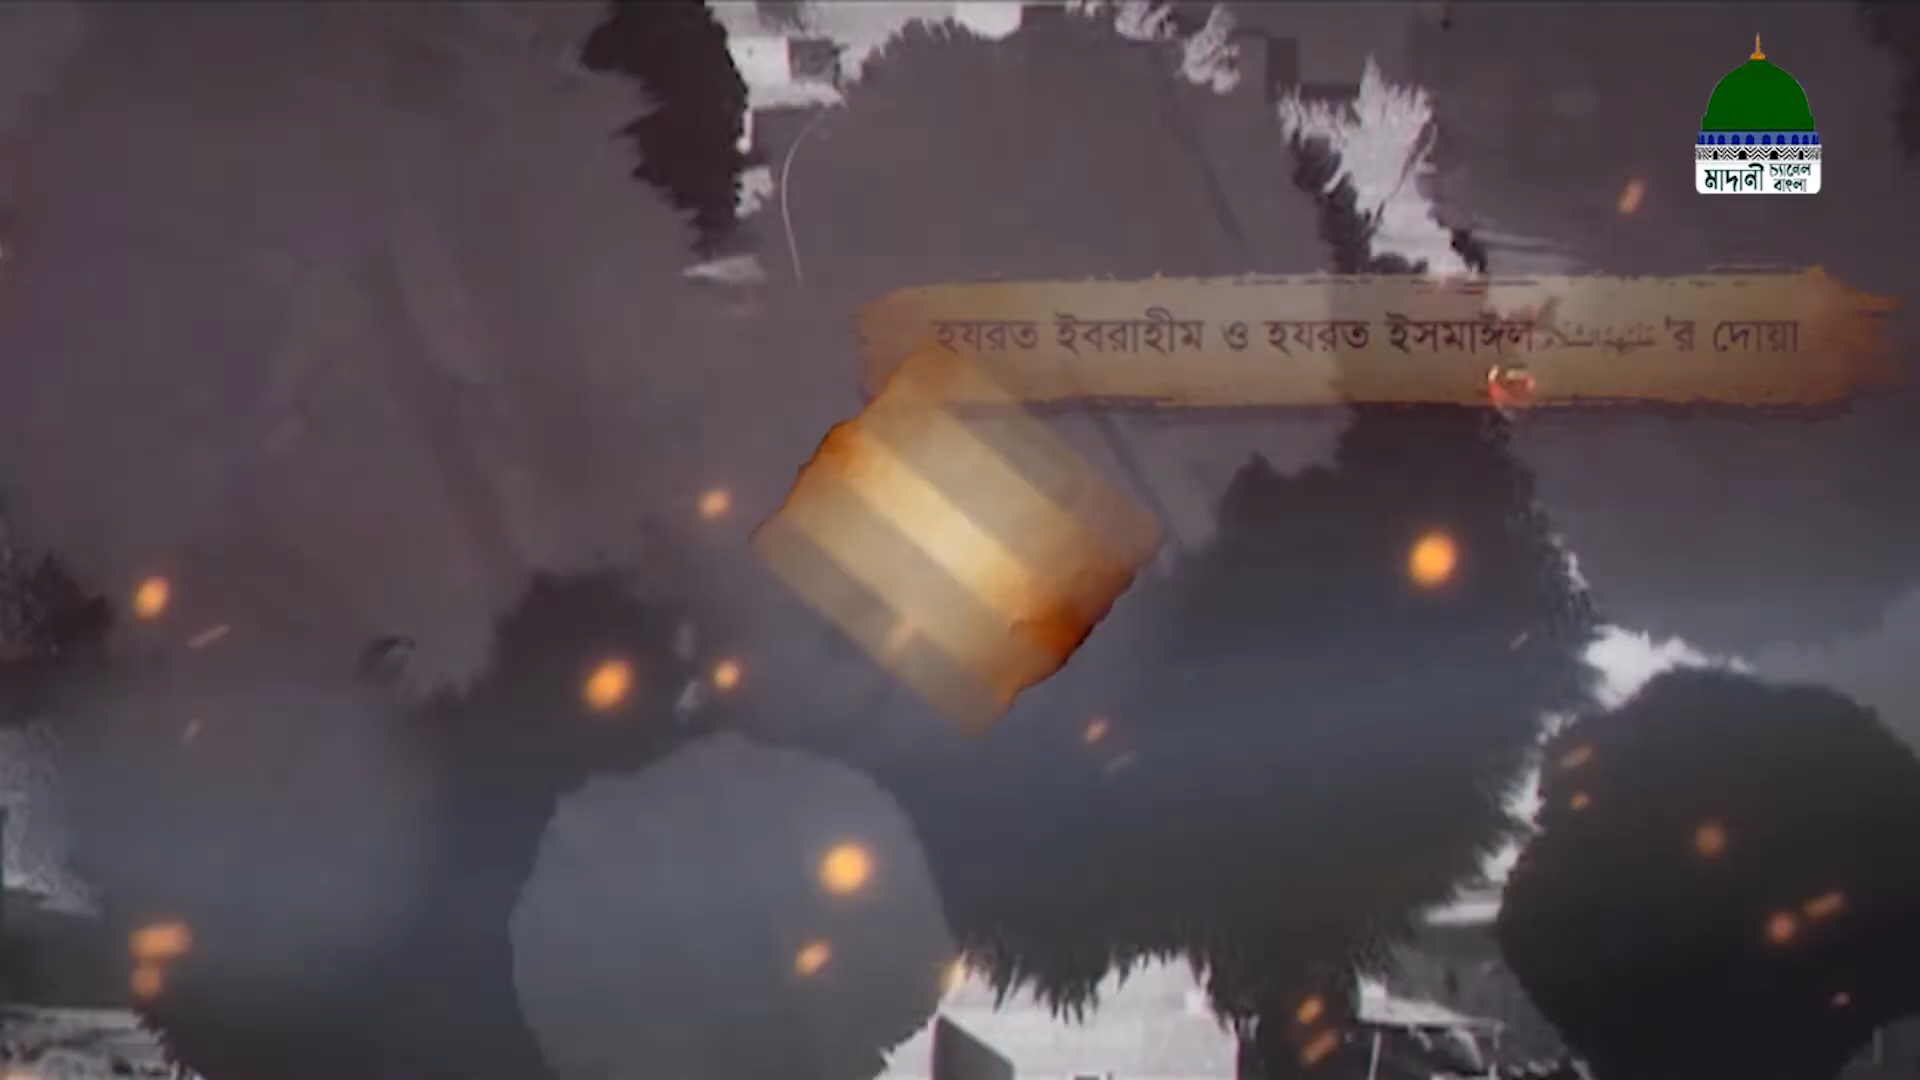 মাদানী চ্যানেল বাংলা
হযরত ইবরাহীম ও হযরত ইসমাঈল 'র দোয়া